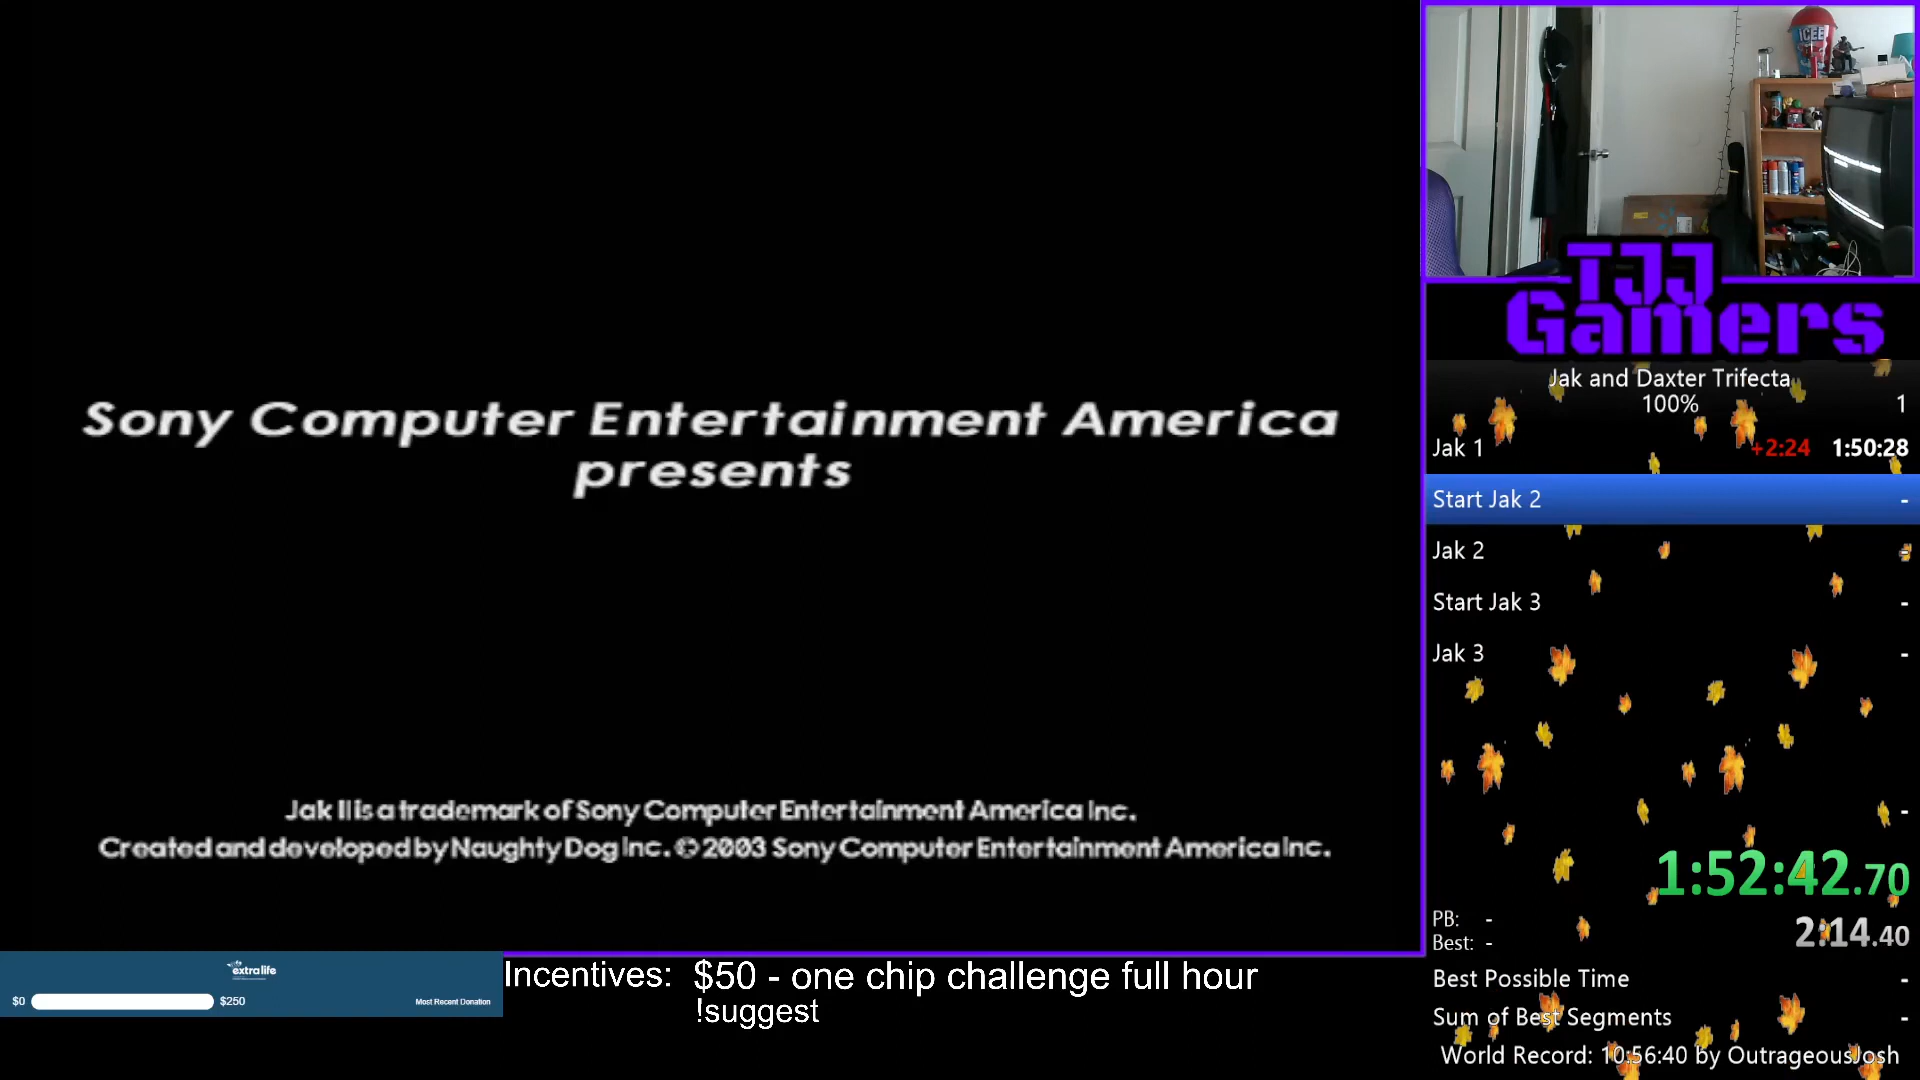 Sony Computer Entertainment America
presents
Jak II is a trademark of Sony Computer Entertainment America Inc.
Created and developed by Naughty Dog Inc. © 2003 Sony Computer Entertainment America Inc.
ICEE
TJJ
Gamers
Jak and Daxter Trifecta
100% 1
Jak 1 +2:24 1:50:28
Start Jak 2 -
Jak 2 -
Start Jak 3 -
Jak 3 -
-
1:52:42.70
PB: -
2:14.40
Best: -
Best Possible Time -
Sum of Best Segments -
World Record: 10:56:40 by OutrageousJosh
extralife
$0 $250 Most Recent Donation
Incentives: $50 - one chip challenge full hour
!suggest